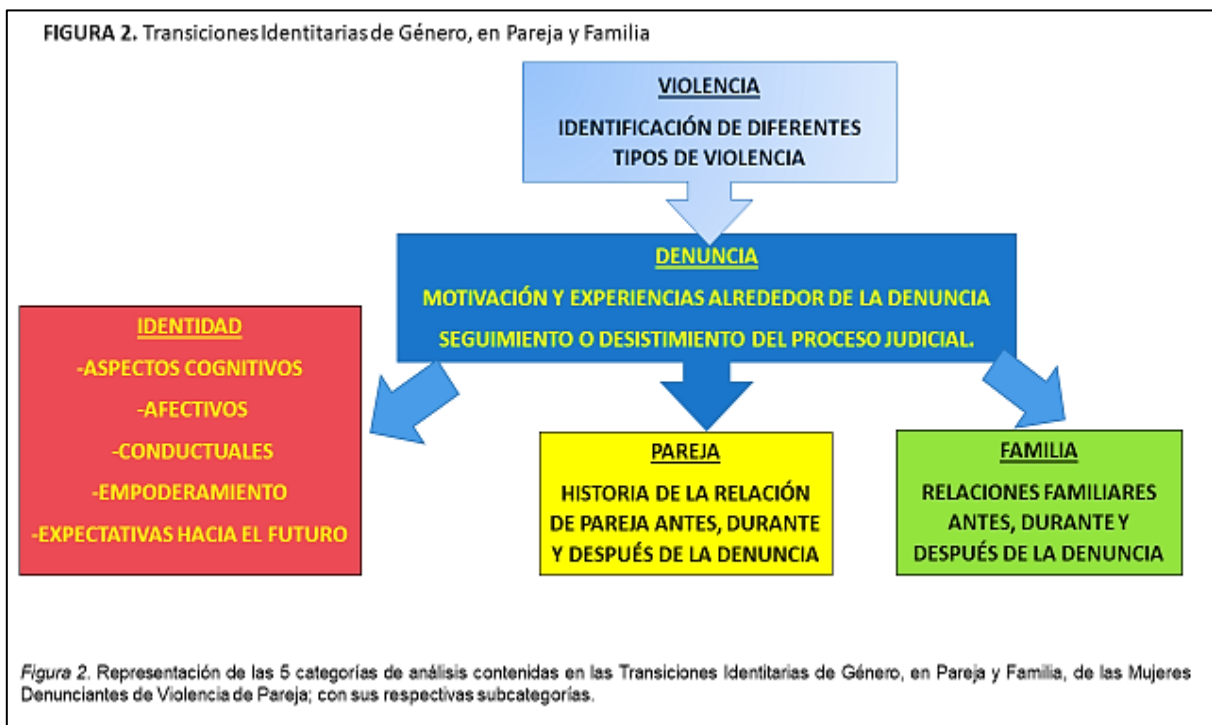 FIGURA 2. Transiciones Identitarias de Género, en Pareja y Familia
VIOLENCIA
IDENTIFICACIÓN DE DIFERENTES
TIPOS DE VIOLENCIA
DENUNCIA
MOTIVACIÓN Y EXPERIENCIAS ALREDEDOR DE LA DENUNCIA
SEGUIMIENTO O DESISTIMIENTO DEL PROCESO JUDICIAL.
IDENTIDAD
-ASPECTOS COGNITIVOS
-AFECTIVOS
-CONDUCTUALES
-EMPODERAMIENTO
-EXPECTATIVAS HACIA EL FUTURO
PAREJA
HISTORIA DE LA RELACIÓN
DE PAREJA ANTES, DURANTE
Y DESPUÉS DE LA DENUNCIA
FAMILIA
RELACIONES FAMILIARES
ANTES, DURANTE Y
DESPUÉS DE LA DENUNCIA
Figura 2. Representación de las 5 categorías de análisis contenidas en las Transiciones Identitarias de Género, en Pareja y Familia, de las Mujeres
Denunciantes de Violencia de Pareja; con sus respectivas subcategorías.